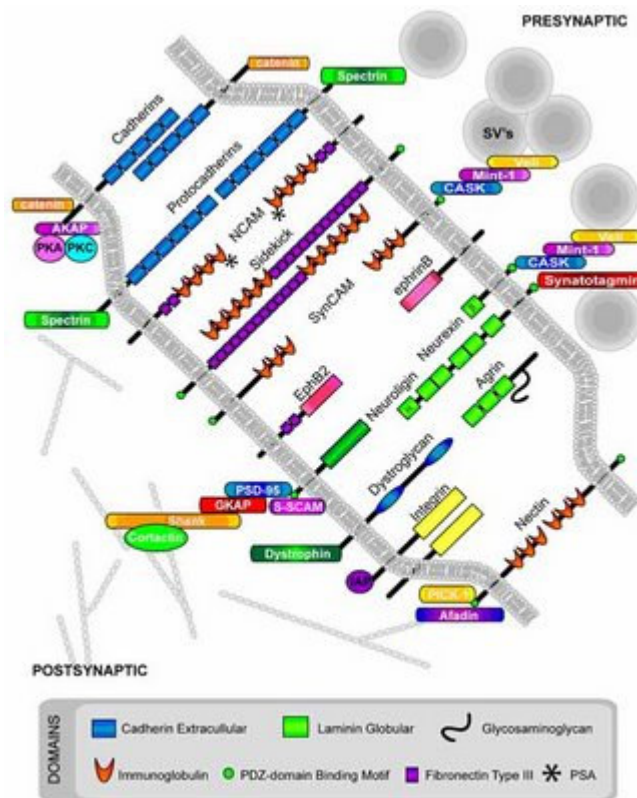 PRESYNAPTIC
catenin
Spectrin
Cadherins
SV's
Veli
Mint-1
CASK
Protocadherins
catenin
AKAP
PKA
PKC
NCAM
Veli
Mint-1
CASK
Synatotagmin
Sidekick
ephrinB
SynCAM
Spectrin
Neurexin
EphB2
Neuroligin
Agrin
Dystroglycan
PSD-95
GKAP
S-SCAM
Shank
Cortactin
Integrin
Nectin
Dystrophin
IAP
PICK-1
Afadin
POSTSYNAPTIC
DOMAINS
Cadherin Extracullular
Laminin Globular
Glycosaminoglycan
Immunoglobulin
PDZ-domain Binding Motif
Fibronectin Type III
PSA